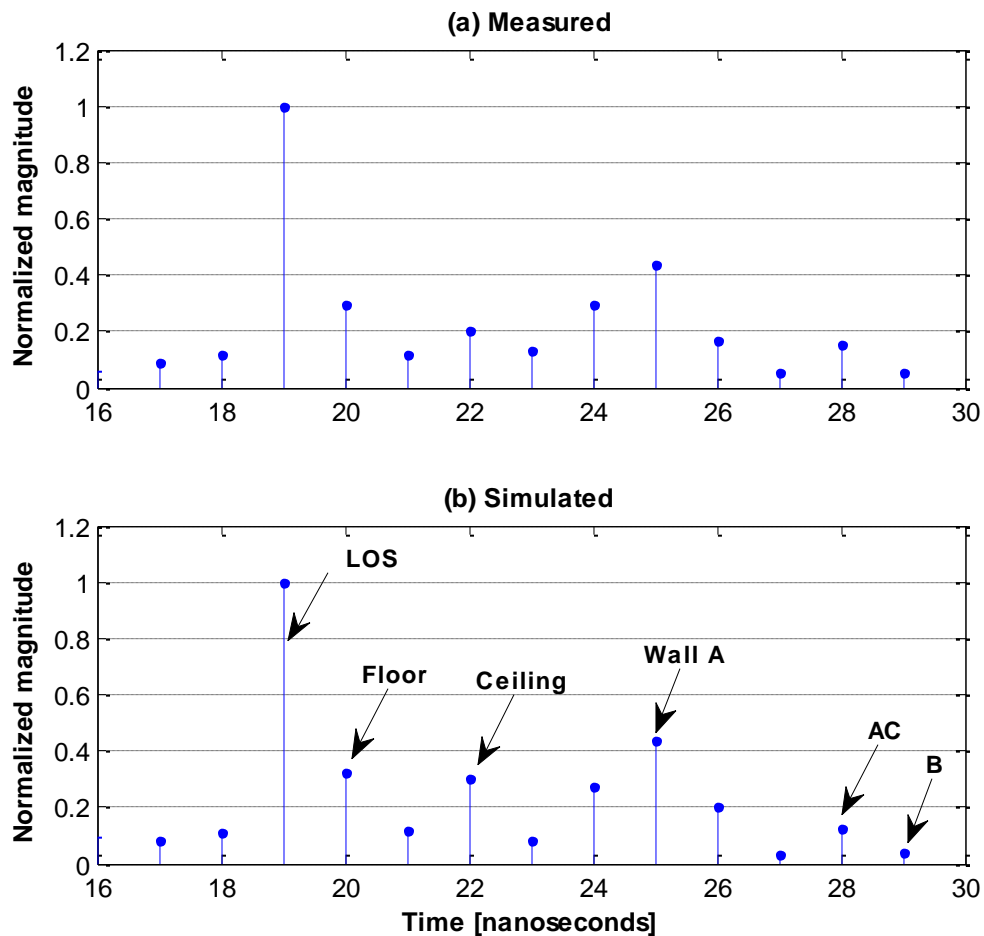 (a) Measured
1.2
1
0.8
0.6
0.4
0.2
0
Normalized magnitude
16 18 20 22 24 26 28 30
(b) Simulated
1.2
1
0.8
0.6
0.4
0.2
0
Normalized magnitude
LOS
Floor
Ceiling
Wall A
AC
B
16 18 20 22 24 26 28 30
Time [nanoseconds]